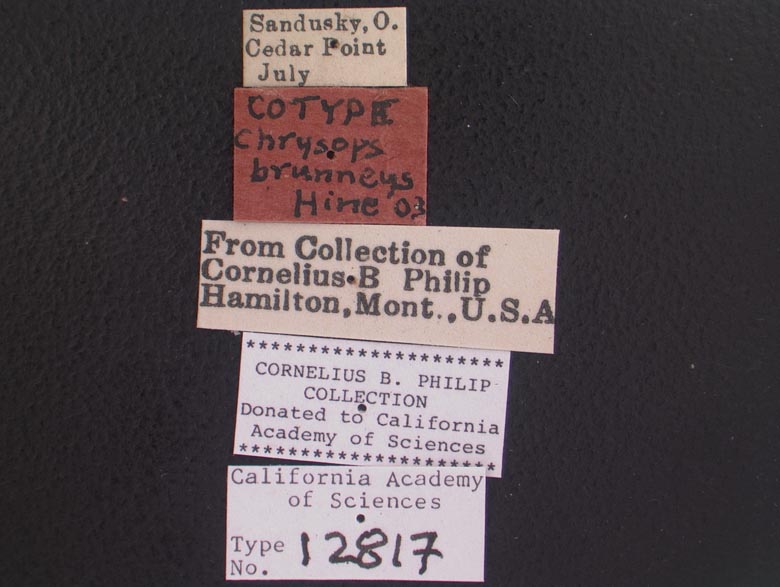 Sandusky, O.
Cedar Point
July
COTYPE
Chrysops
brunneus
Hine 03
From Collection of
Cornelius B Philip
Hamilton, Mont., U.S.A
*********************
CORNELIUS B. PHILIP
COLLECTION
Donated to California
Academy of Sciences
*********************
California Academy
of Sciences
Type
No. 12817